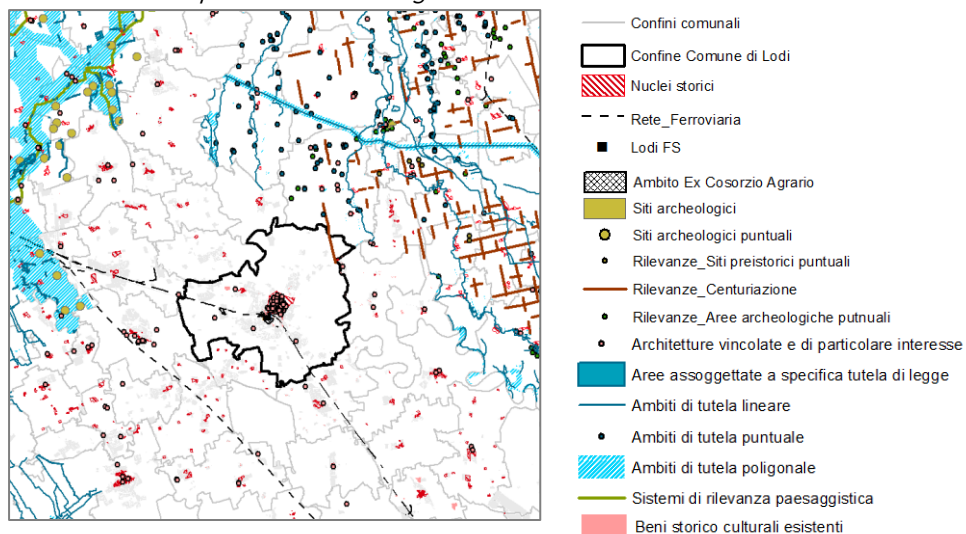 Confini comunali
Confine Comune di Lodi
Nuclei storici
Rete_Ferroviaria
Lodi FS
Ambito Ex Cosorzio Agrario
Siti archeologici
Siti archeologici puntuali
Rilevanze_Siti preistorici puntuali
Rilevanze_Centuriazione
Rilevanze_Aree archeologiche putnuali
Architetture vincolate e di particolare interesse
Aree assoggettate a specifica tutela di legge
Ambiti di tutela lineare
Ambiti di tutela puntuale
Ambiti di tutela poligonale
Sistemi di rilevanza paesaggistica
Beni storico culturali esistenti